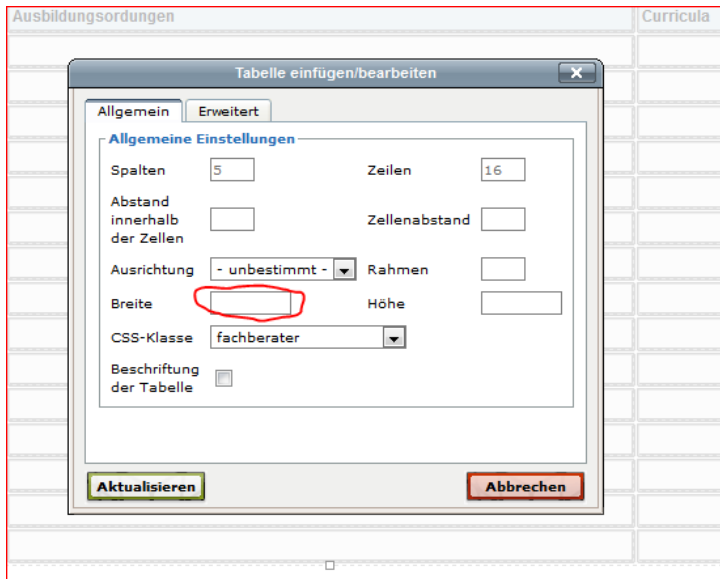 Ausbildungsordungen
Curricula
Tabelle einfügen/bearbeiten
Allgemein
Erweitert
Allgemeine Einstellungen
Spalten 5 Zeilen 16
Abstand
innerhalb
der Zellen
Zellenabstand
Ausrichtung - unbestimmt - Rahmen
Breite Höhe
CSS-Klasse fachberater
Beschriftung
der Tabelle
Aktualisieren
Abbrechen